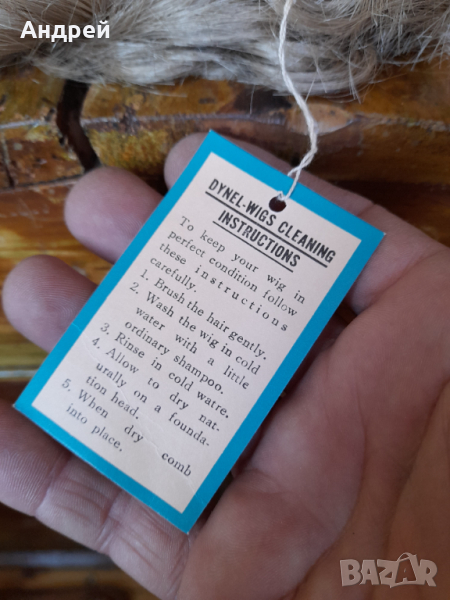 Андрей
DYNEL-WIGS CLEANING
INSTRUCTIONS
To keep your wig in
perfect condition follow
these instructions
carefully.
1. Brush the hair gently.
2. Wash the wig in cold
water with a little
ordinary shampoo.
3. Rinse in cold watre.
4. Allow to dry nat-
urally on a founda-
tion head.
5. When dry comb
into place.
BAZAR